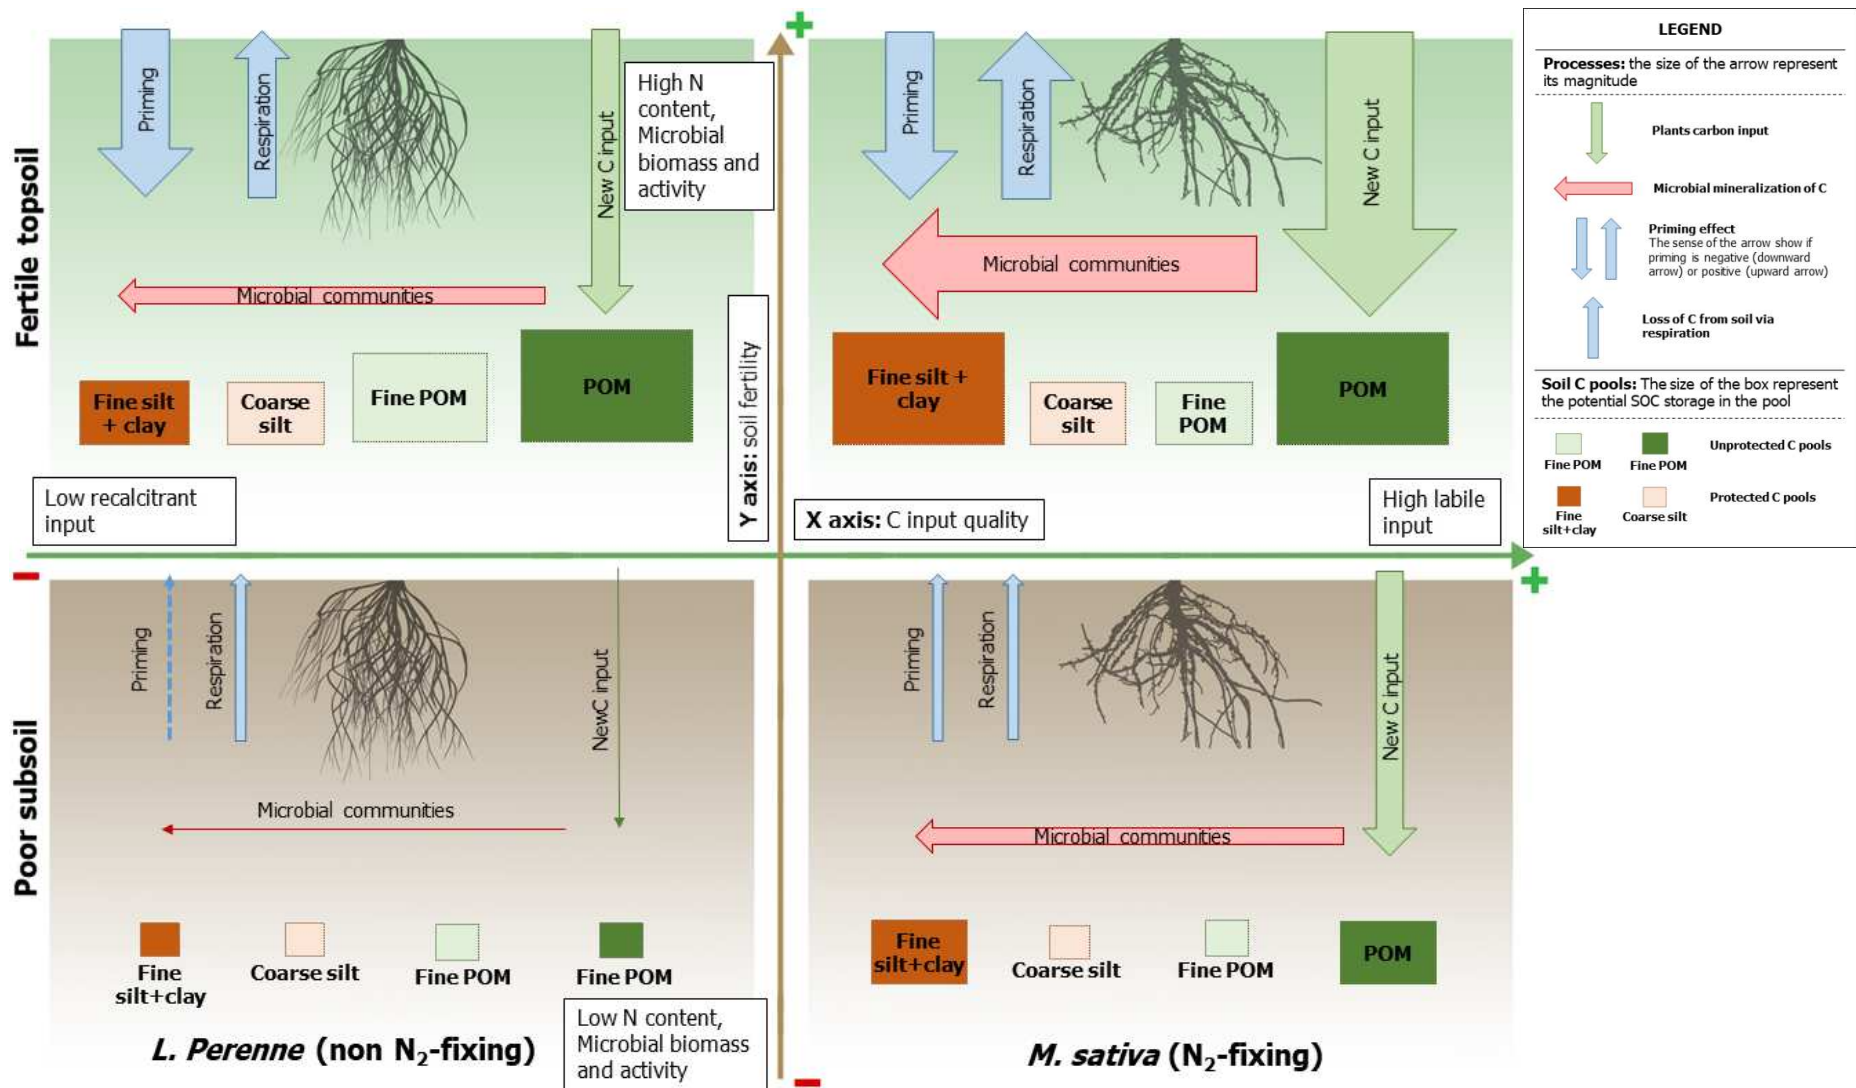 Fertile topsoil
Priming
Respiration
New C input
High N
content,
Microbial
biomass and
activity
Microbial communities
Fine silt
+ clay
Coarse
silt
Fine POM
POM
Low recalcitrant
input
Y axis: soil fertility
Priming
Respiration
New C input
Microbial communities
Fine silt +
clay
Coarse
silt
Fine
POM
POM
X axis: C input quality
High labile
input
Poor subsoil
Priming
Respiration
NewC input
Microbial communities
Fine
silt+clay
Coarse silt
Fine POM
Fine POM
Low N content,
Microbial biomass
and activity
L. Perenne (non N₂-fixing)
Priming
Respiration
New C input
Microbial communities
Fine
silt+clay
Coarse silt
Fine POM
POM
M. sativa (N₂-fixing)
LEGEND
Processes: the size of the arrow represent
its magnitude
Plants carbon input
Microbial mineralization of C
Priming effect
The sense of the arrow show if
priming is negative (downward
arrow) or positive (upward arrow)
Loss of C from soil via
respiration
Soil C pools: The size of the box represent
the potential SOC storage in the pool
Fine POM
Fine POM
Unprotected C pools
Fine
silt+clay
Coarse silt
Protected C pools